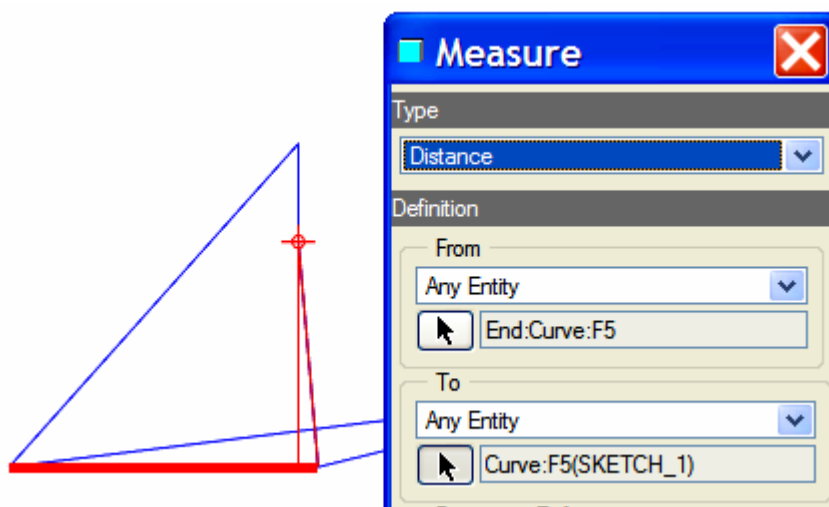 Measure
Type
Distance
Definition
From
Any Entity
End:Curve:F5
To
Any Entity
Curve:F5(SKETCH_1)